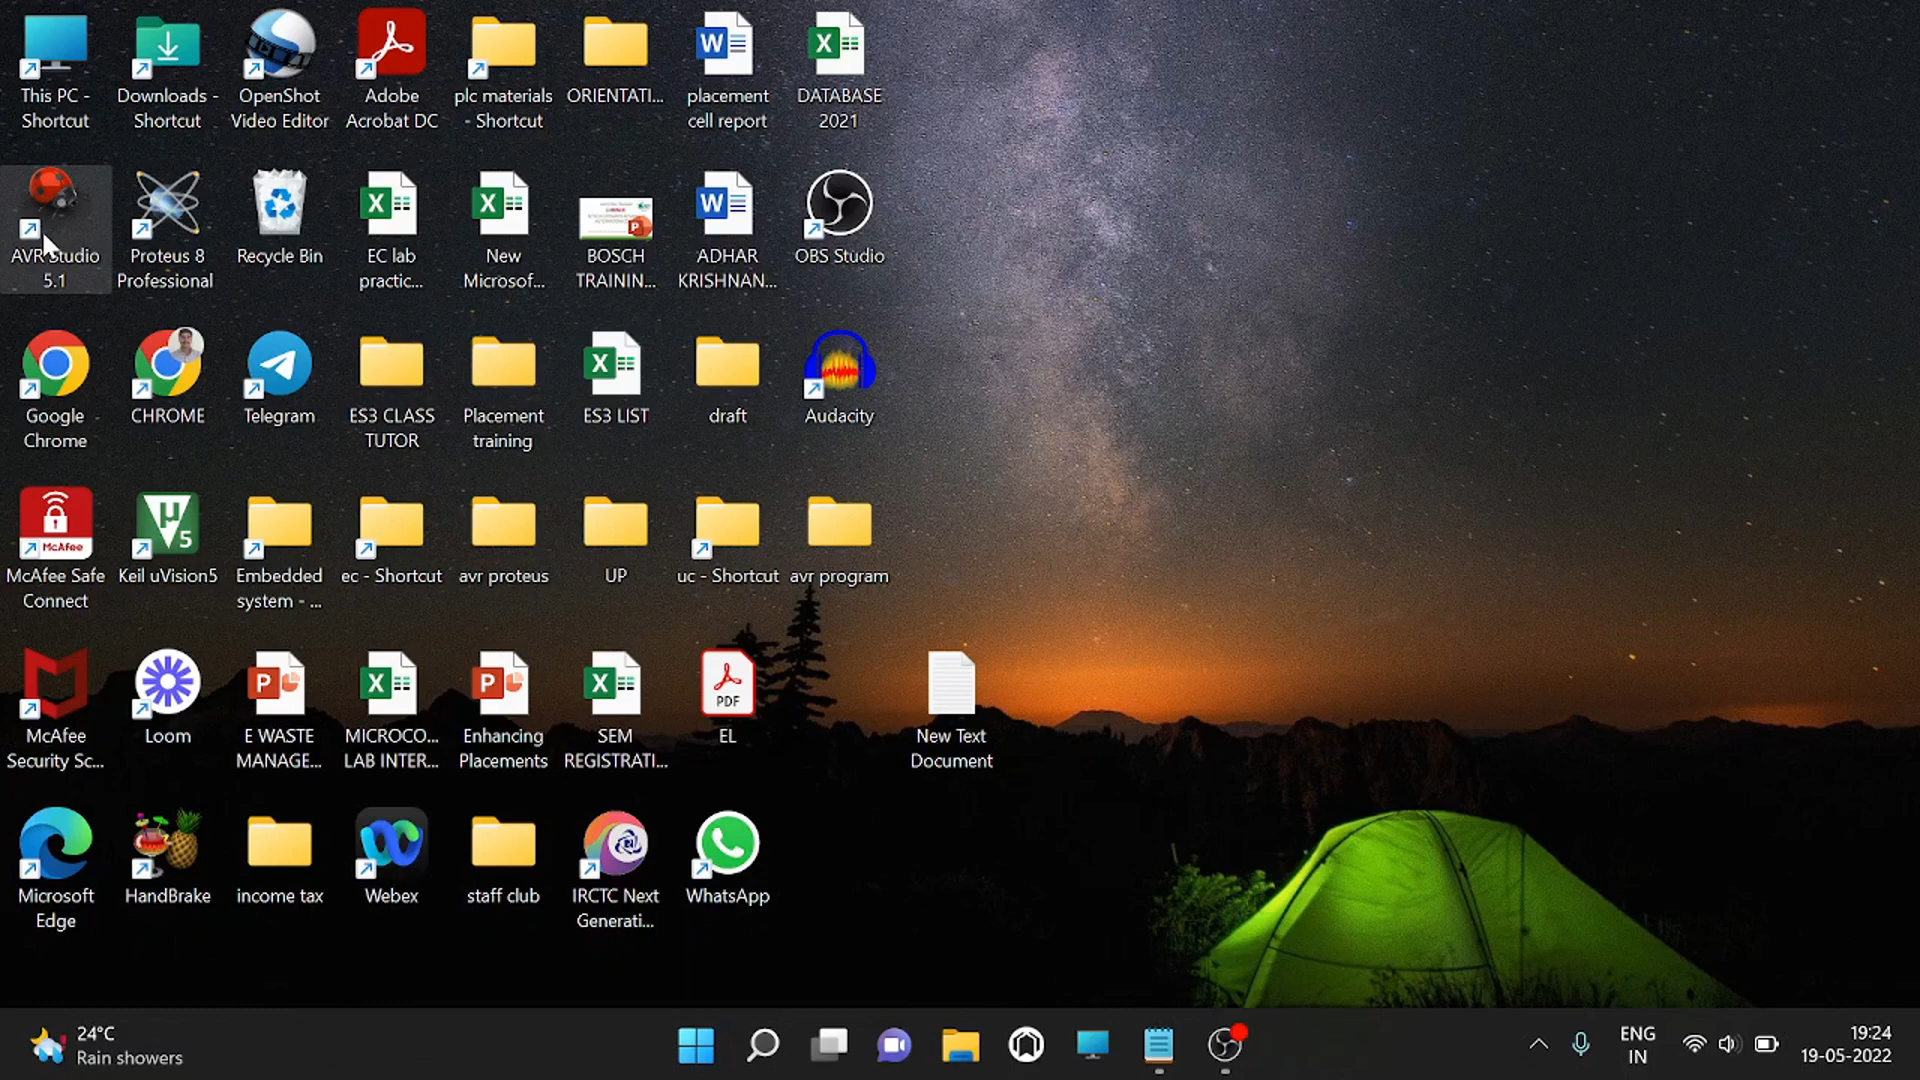 This PC -
Shortcut
Downloads -
Shortcut
OpenShot
Video Editor
Adobe
Acrobat DC
plc materials
- Shortcut
ORIENTATI...
placement
cell report
DATABASE
2021
AVR Studio
5.1
Proteus 8
Professional
Recycle Bin
EC lab
practic...
New
Microsof...
BOSCH
TRAININ...
ADHAR
KRISHNAN...
OBS Studio
Google
Chrome
CHROME
Telegram
ES3 CLASS
TUTOR
Placement
training
ES3 LIST
draft
Audacity
McAfee
McAfee Safe
Connect
µ
5
Keil uVision5
Embedded
system - ...
ec - Shortcut
avr proteus
UP
uc - Shortcut
avr program
McAfee
Security Sc...
Loom
E WASTE
MANAGE...
MICROCO...
LAB INTER...
Enhancing
Placements
SEM
REGISTRATI...
PDF
EL
New Text
Document
Microsoft
Edge
HandBrake
income tax
Webex
staff club
IRCTC Next
Generati...
WhatsApp
24°C
Rain showers
ENG
IN
19:24
19-05-2022